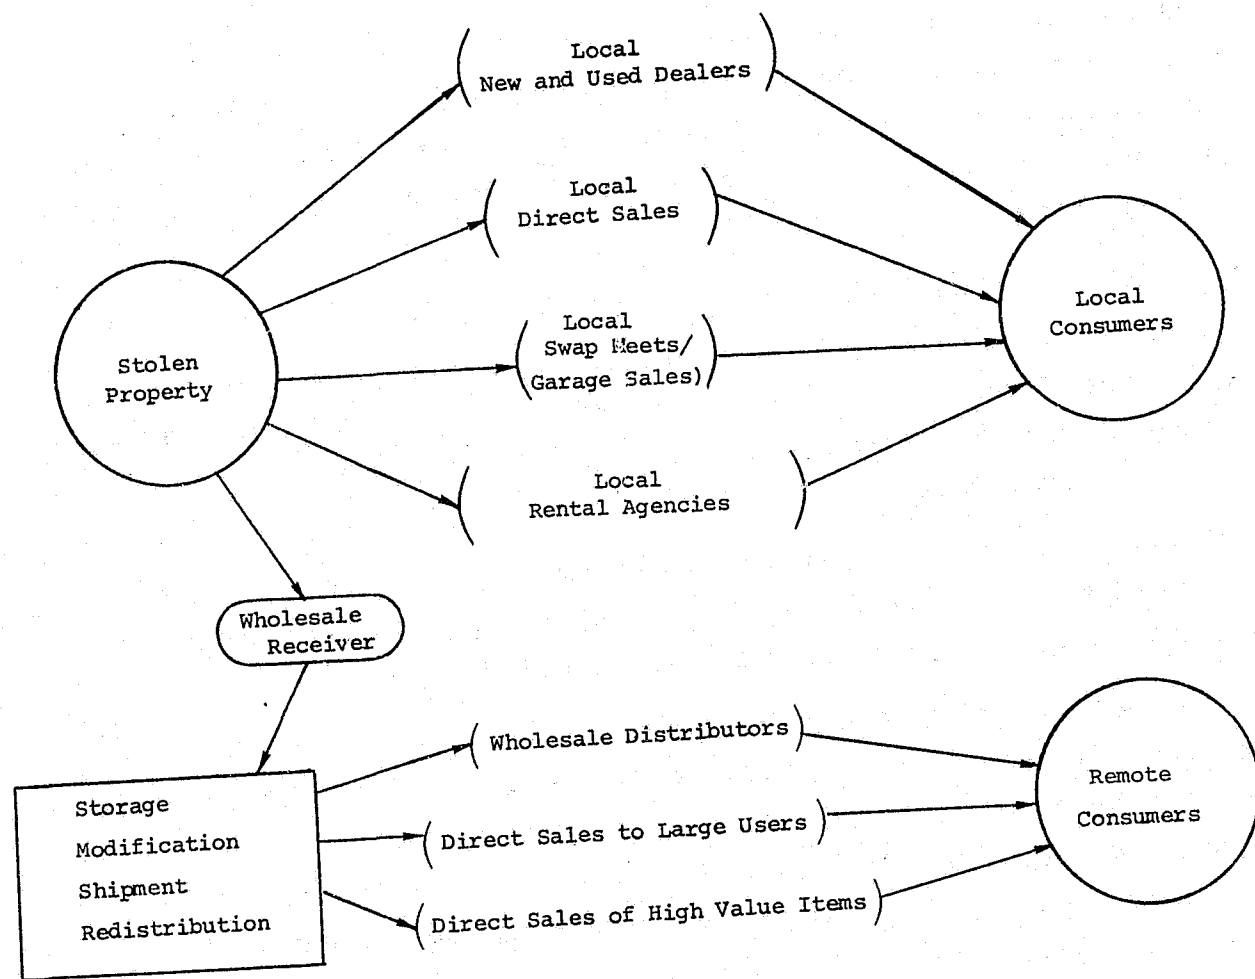 Local
New and Used Dealers
Local
Direct Sales
Local
Swap Meets/
Garage Sales)
Local
Rental Agencies
Stolen
Property
Local
Consumers
Wholesale
Receiver
Storage
Modification
Shipment
Redistribution
Wholesale Distributors
Direct Sales to Large Users
Direct Sales of High Value Items
Remote
Consumers